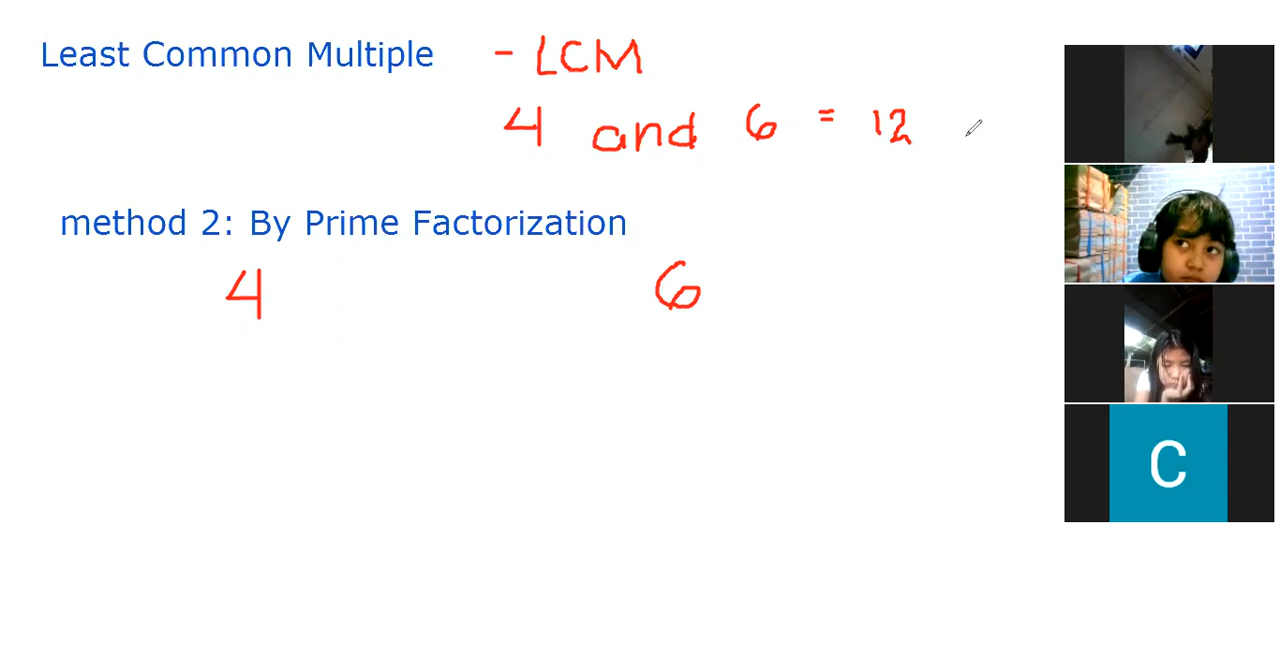 Least Common Multiple - LCM
4 and 6 = 12
method 2: By Prime Factorization
4 6
C